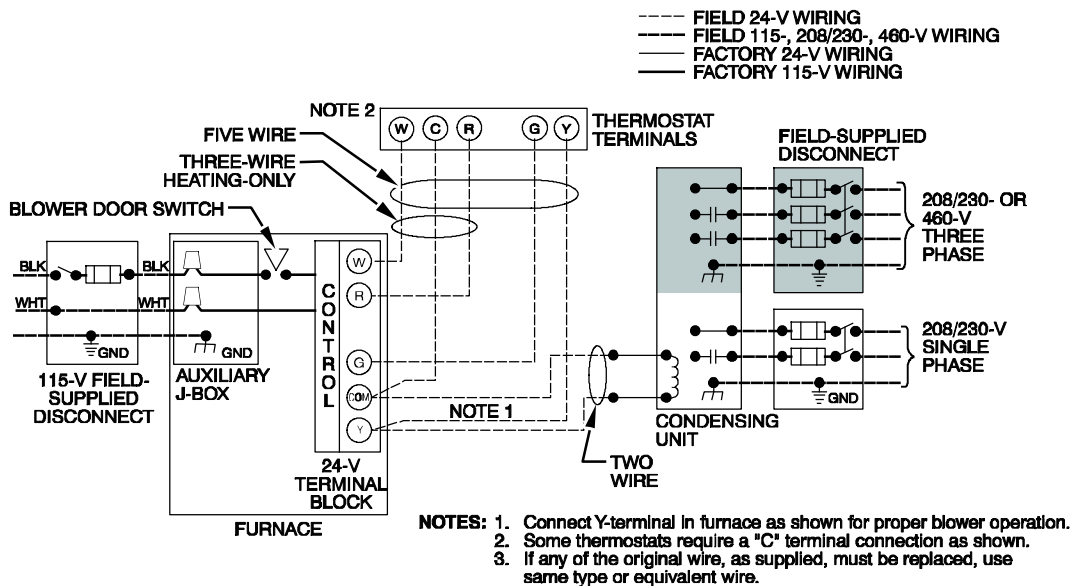 FIELD 24-V WIRING
FIELD 115-, 208/230-, 460-V WIRING
FACTORY 24-V WIRING
FACTORY 115-V WIRING
NOTE 2
W C R G Y
THERMOSTAT
TERMINALS
FIVE WIRE
THREE-WIRE
HEATING-ONLY
BLOWER DOOR SWITCH
FIELD-SUPPLIED
DISCONNECT
208/230- OR
460-V
THREE
PHASE
BLK
BLK
WHT
WHT
GND
GND
CONTROL
W
R
G
COM
Y
NOTE 1
115-V FIELD-
SUPPLIED
DISCONNECT
AUXILIARY
J-BOX
24-V
TERMINAL
BLOCK
FURNACE
TWO
WIRE
CONDENSING
UNIT
GND
208/230-V
SINGLE
PHASE
NOTES: 1. Connect Y-terminal in furnace as shown for proper blower operation.
2. Some thermostats require a "C" terminal connection as shown.
3. If any of the original wire, as supplied, must be replaced, use
same type or equivalent wire.